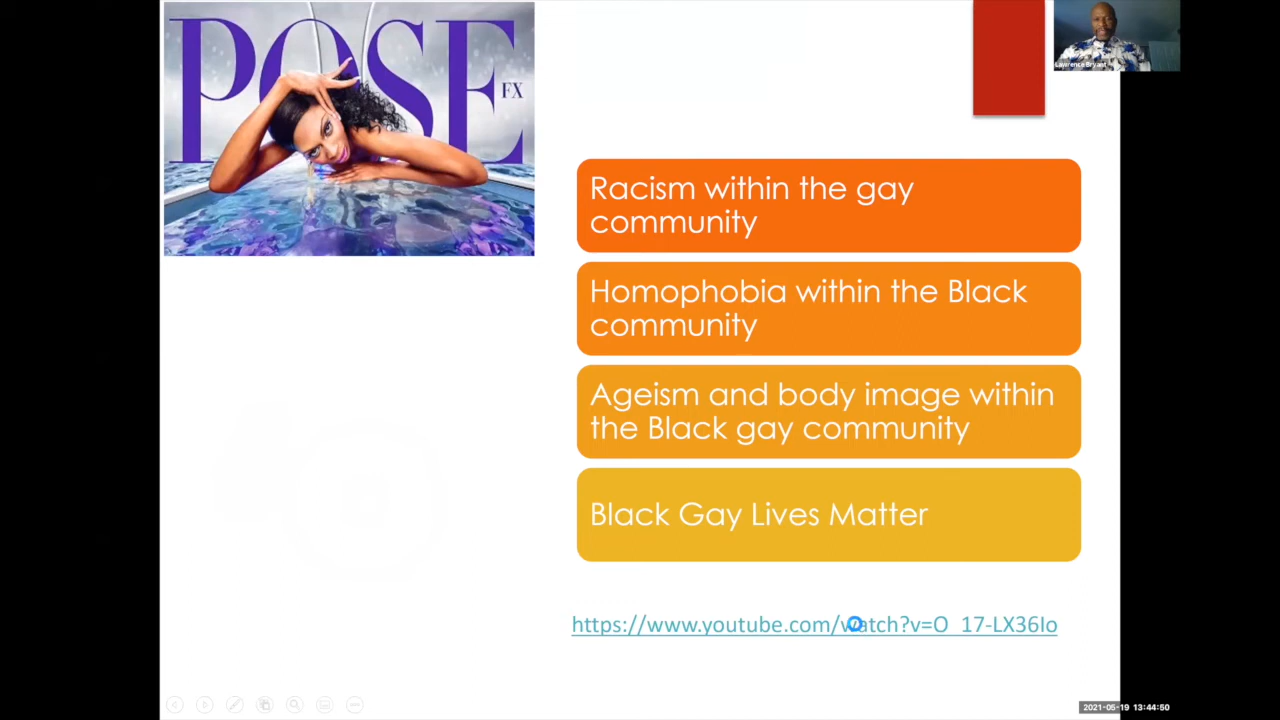 POSE
FX
Lawrence Bryant
Racism within the gay
community
Homophobia within the Black
community
Ageism and body image within
the Black gay community
Black Gay Lives Matter
https://www.youtube.com/watch?v=O_17-LX36Io
2021-05-19 13:44:50